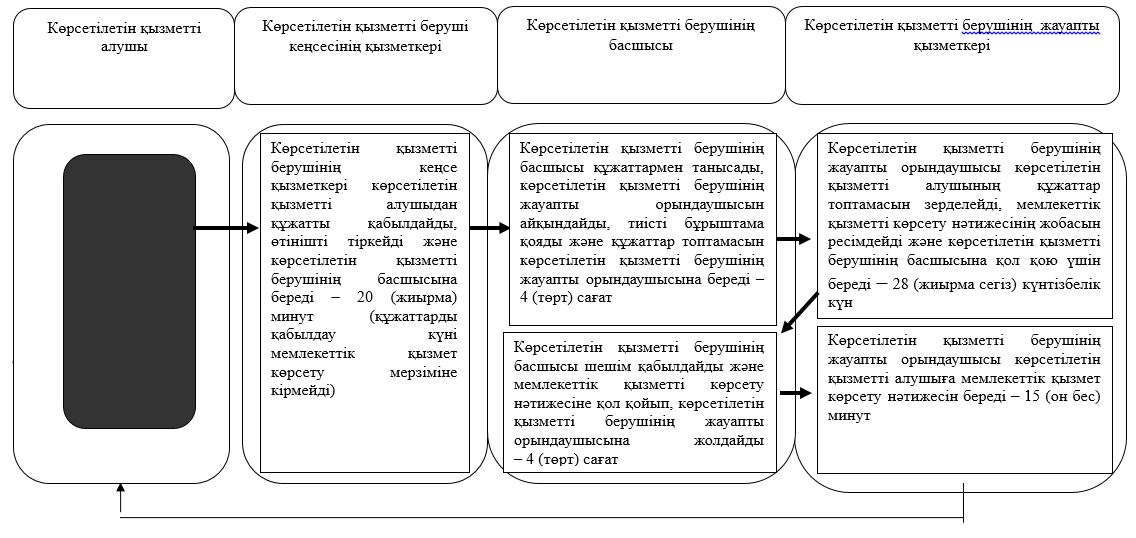 Көрсетілетін қызметті
алушы
Көрсетілетін қызметті беруші
кеңсесінің қызметкері
Көрсетілетін қызметті берушінің
басшысы
Көрсетілетін қызметті берушінің жауапты
қызметкері
Көрсетілетін қызметті
берушінің кеңсе
қызметкері көрсетілетін
қызметті алушыдан
құжатты қабылдайды,
өтінішті тіркейді және
көрсетілетін қызметті
берушінің басшысына
береді – 20 (жиырма)
минут (құжаттарды
қабылдау күні
мемлекеттік қызмет
көрсету мерзіміне
кірмейді)
Көрсетілетін қызметті берушінің
басшысы құжаттармен танысады,
көрсетілетін қызметті берушінің
жауапты орындаушысын
айқындайды, тиісті бұрыштама
қояды және құжаттар топтамасын
көрсетілетін қызметті берушінің
жауапты орындаушысына береді –
4 (төрт) сағат
Көрсетілетін қызметті берушінің
жауапты орындаушысы көрсетілетін
қызметті алушының құжаттар
топтамасын зерделейді, мемлекеттік
қызметті көрсету нәтижесінің жобасын
ресімдейді және көрсетілетін қызметті
берушінің басшысына қол қою үшін
береді – 28 (жиырма сегіз) күнтізбелік
күн
Көрсетілетін қызметті берушінің
басшысы шешім қабылдайды және
мемлекеттік қызметті көрсету
нәтижесіне қол қойып, көрсетілетін
қызметті берушінің жауапты
орындаушысына жолдайды
– 4 (төрт) сағат
Көрсетілетін қызметті берушінің
жауапты орындаушысы көрсетілетін
қызметті алушыға мемлекеттік қызмет
көрсету нәтижесін береді – 15 (он бес)
минут